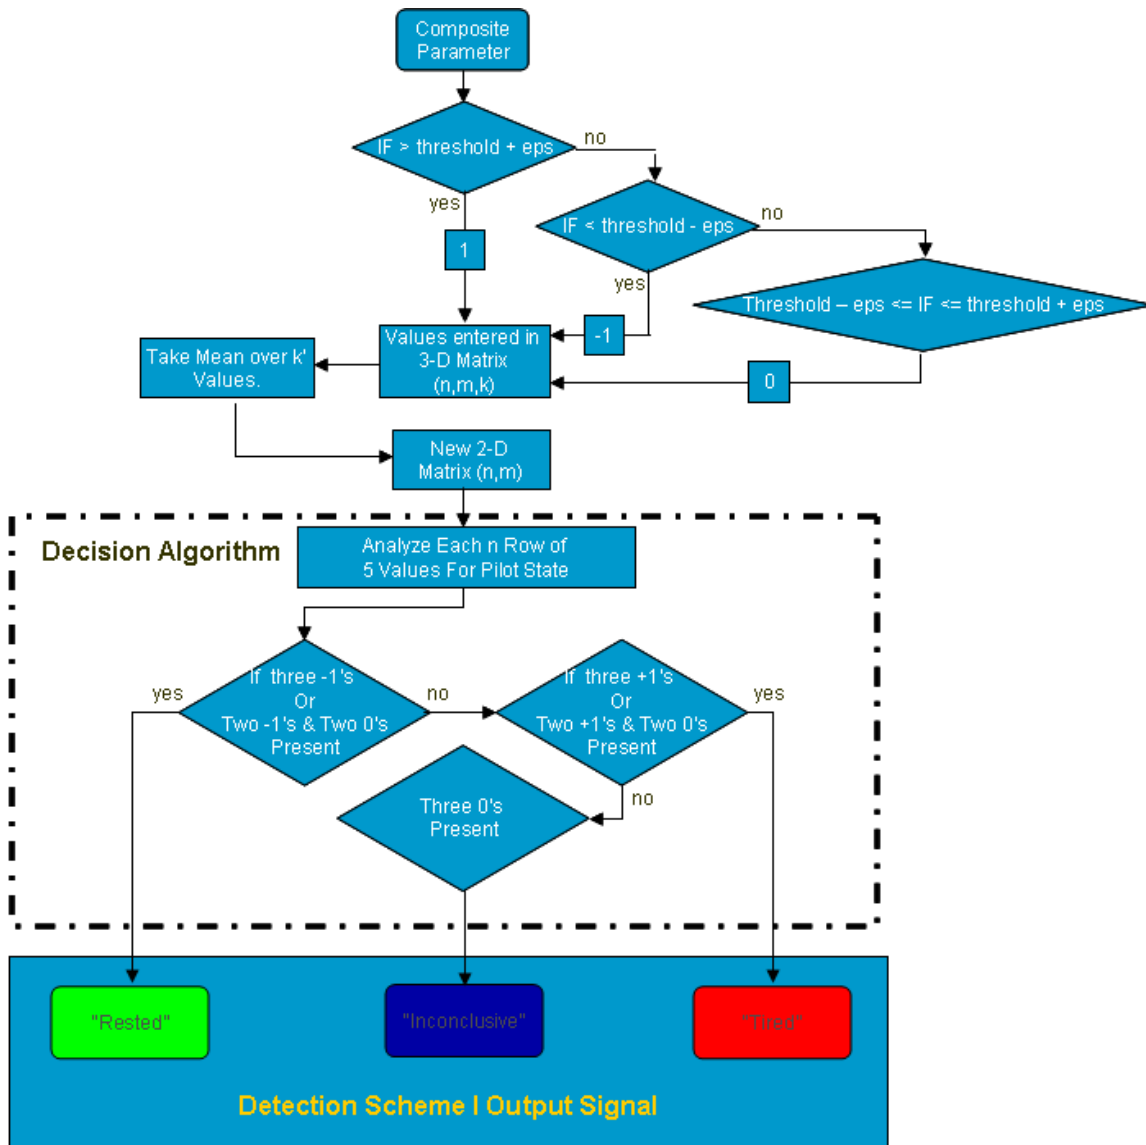 Composite
Parameter
IF > threshold + eps
no
yes
IF < threshold - eps
no
1
yes
Threshold – eps <= IF <= threshold + eps
Values entered in
3-D Matrix
(n,m,k)
-1
Take Mean over k'
Values.
0
New 2-D
Matrix (n,m)
Decision Algorithm
Analyze Each n Row of
5 Values For Pilot State
If three -1's
Or
Two -1's & Two 0's
Present
yes
no
If three +1's
Or
Two +1's & Two 0's
Present
yes
no
Three 0's
Present
"Rested"
"Inconclusive"
"Tired"
Detection Scheme I Output Signal